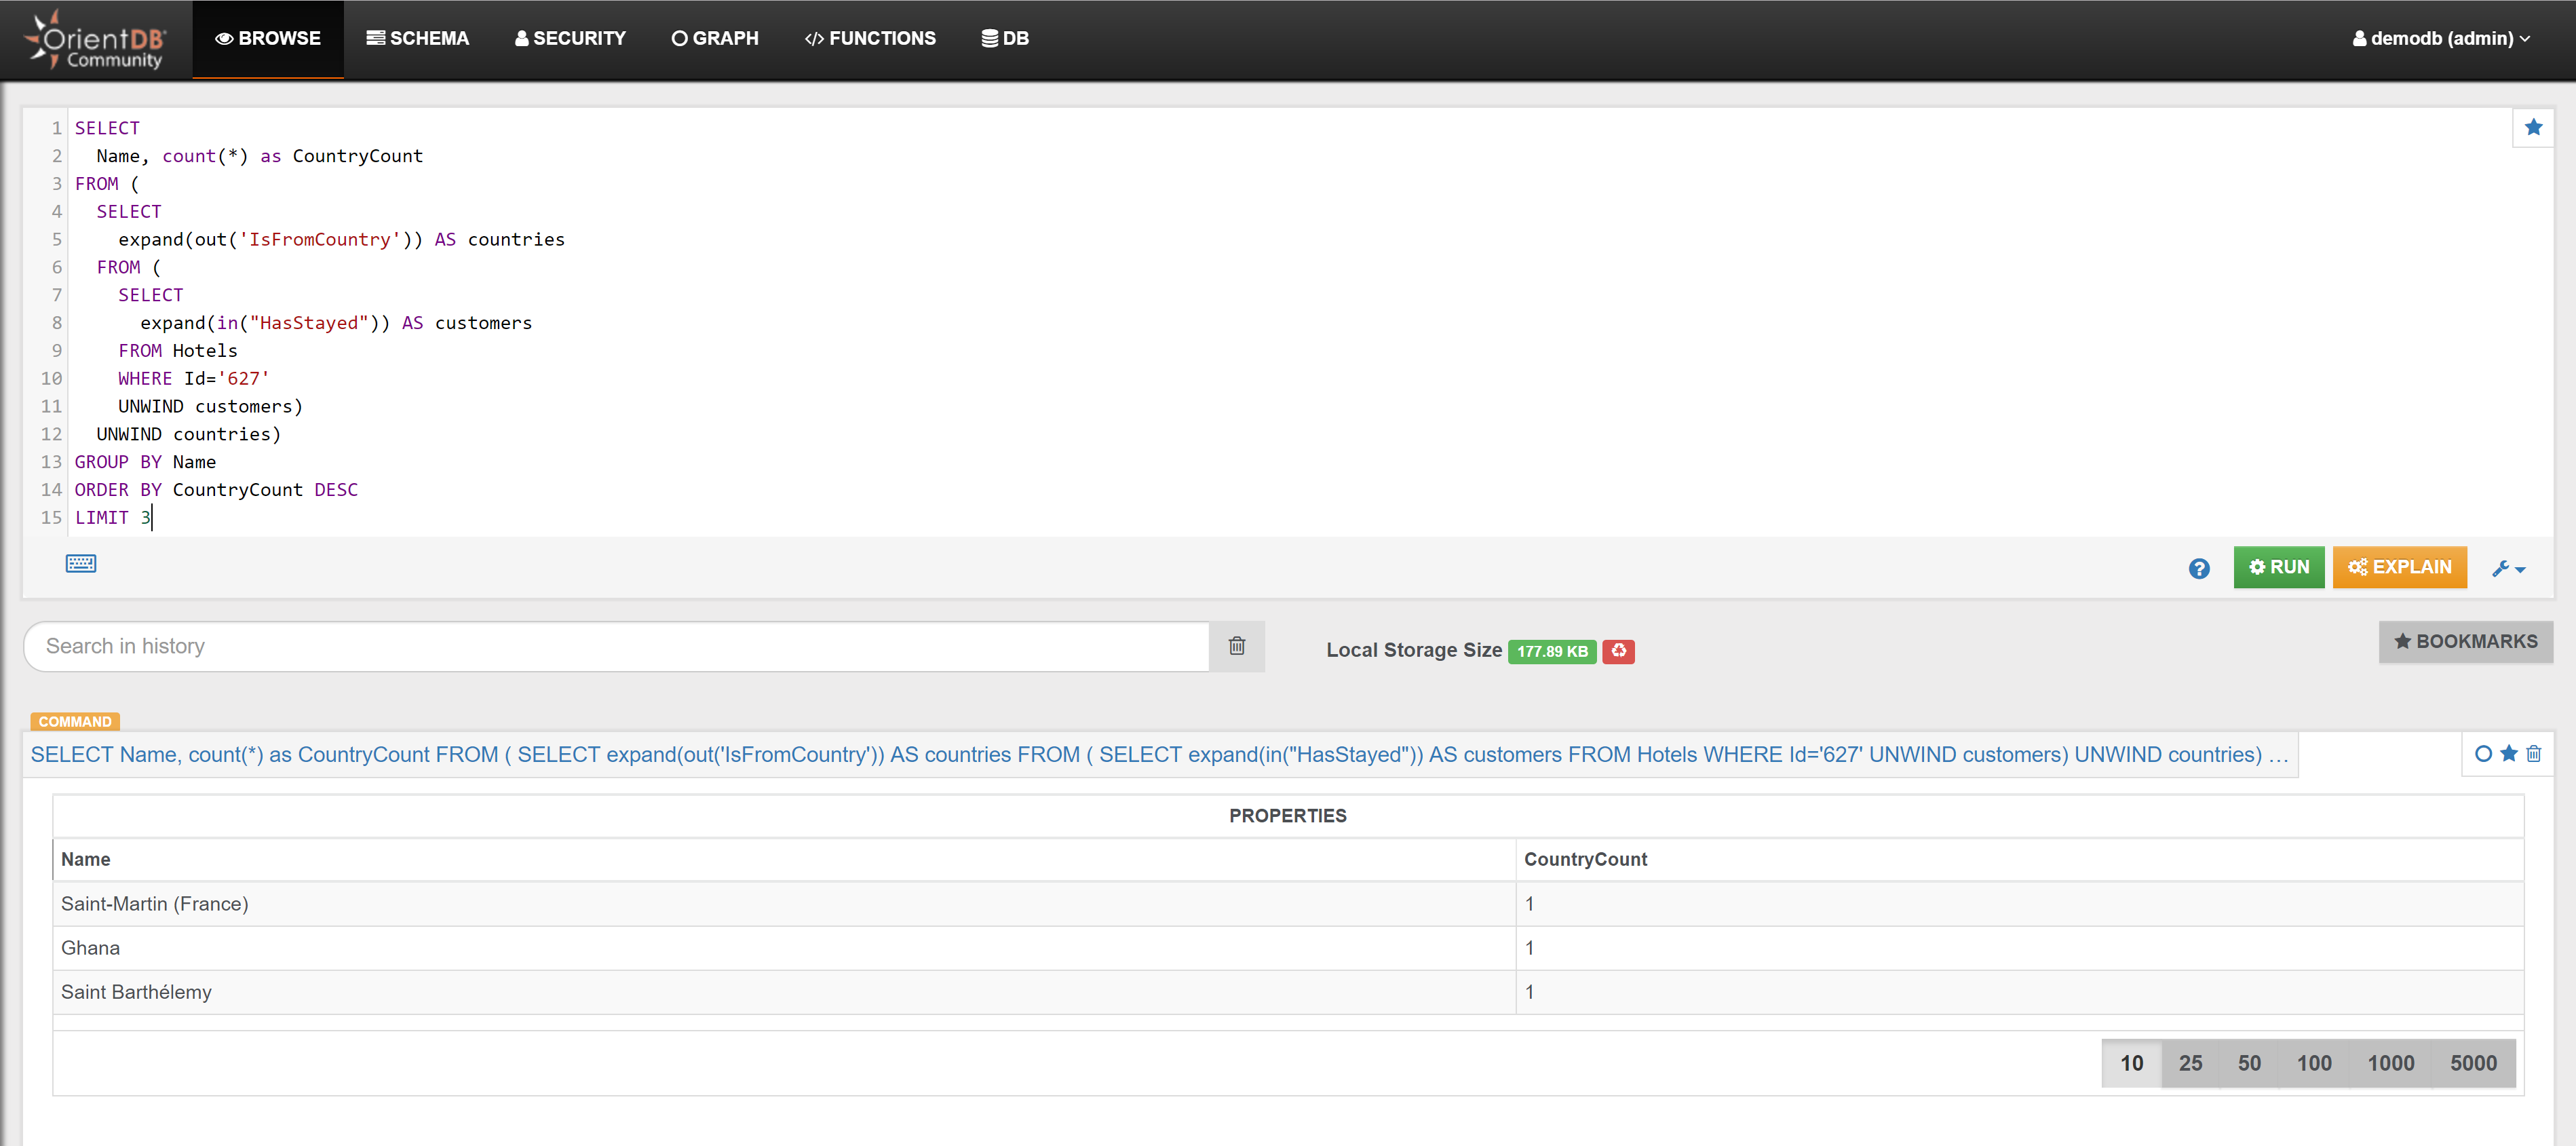 OrientDB
Community
BROWSE
SCHEMA
SECURITY
GRAPH
</> FUNCTIONS
DB
demodb (admin)
1 SELECT
2 Name, count(*) as CountryCount
3 FROM (
4 SELECT
5 expand(out('IsFromCountry')) AS countries
6 FROM (
7 SELECT
8 expand(in("HasStayed")) AS customers
9 FROM Hotels
10 WHERE Id='627'
11 UNWIND customers)
12 UNWIND countries)
13 GROUP BY Name
14 ORDER BY CountryCount DESC
15 LIMIT 3
?
RUN
EXPLAIN
Search in history
Local Storage Size 177.89 KB
BOOKMARKS
COMMAND
SELECT Name, count(*) as CountryCount FROM ( SELECT expand(out('IsFromCountry')) AS countries FROM ( SELECT expand(in("HasStayed")) AS customers FROM Hotels WHERE Id='627' UNWIND customers) UNWIND countries) ...
PROPERTIES
Name CountryCount
Saint-Martin (France) 1
Ghana 1
Saint Barthélemy 1
10 25 50 100 1000 5000